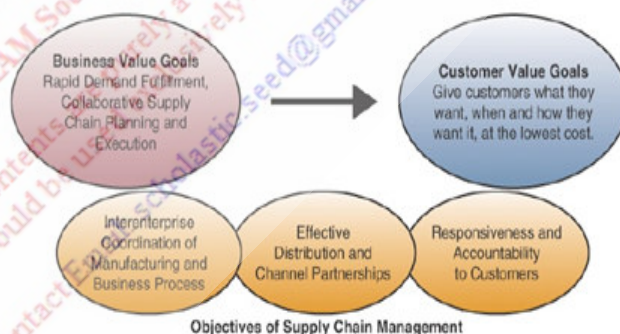 Business Value Goals
Rapid Demand Fulfillment,
Collaborative Supply
Chain Planning and
Execution
Customer Value Goals
Give customers what they
want, when and how they
want it, at the lowest cost.
Interenterprise
Coordination of
Manufacturing and
Business Process
Effective
Distribution and
Channel Partnerships
Responsiveness and
Accountability
to Customers
Objectives of Supply Chain Management